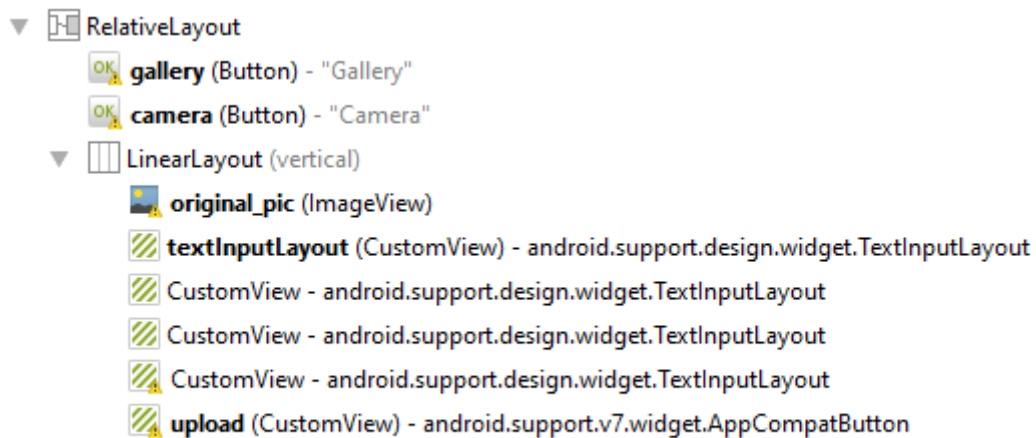 RelativeLayout
OK gallery (Button) - "Gallery"
OK camera (Button) - "Camera"
LinearLayout (vertical)
original_pic (ImageView)
textInputLayout (CustomView) - android.support.design.widget.TextInputLayout
CustomView - android.support.design.widget.TextInputLayout
CustomView - android.support.design.widget.TextInputLayout
CustomView - android.support.design.widget.TextInputLayout
upload (CustomView) - android.support.v7.widget.AppCompatButton